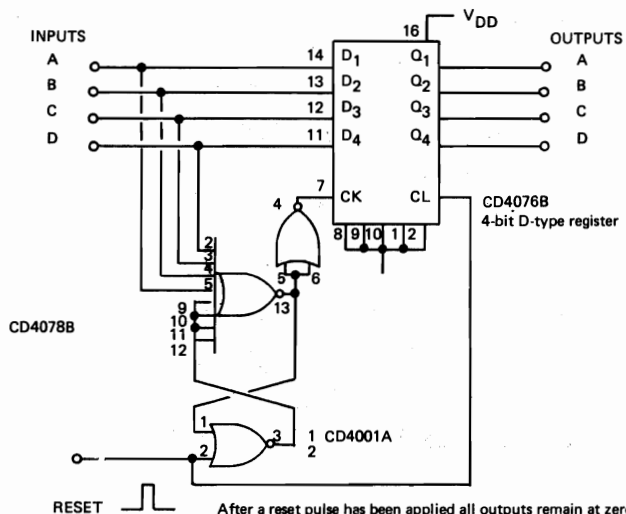 INPUTS
A
B
C
D
16
V_DD
14 D1 Q1
13 D2 Q2
12 D3 Q3
11 D4 Q4
7 CK CL
OUTPUTS
A
B
C
D
CD4076B
4-bit D-type register
8 9 10 1 2
4
5 6
2
3
4
5
13
9
10
11
12
CD4078B
1
2
3
1 CD4001A
2
RESET
After a reset pulse has been applied all outputs remain at zero